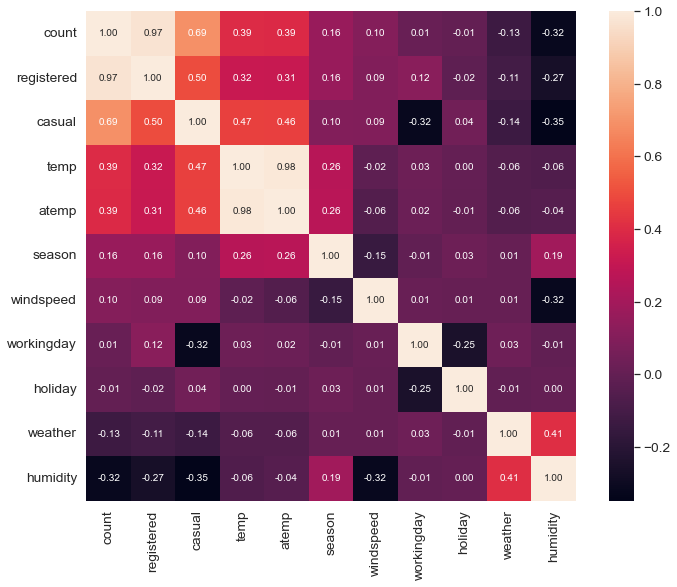 count 1.00 0.97 0.69 0.39 0.39 0.16 0.10 0.01 -0.01 -0.13 -0.32
registered 0.97 1.00 0.50 0.32 0.31 0.16 0.09 0.12 -0.02 -0.11 -0.27
casual 0.69 0.50 1.00 0.47 0.46 0.10 0.09 -0.32 0.04 -0.14 -0.35
temp 0.39 0.32 0.47 1.00 0.98 0.26 -0.02 0.03 0.00 -0.06 -0.06
atemp 0.39 0.31 0.46 0.98 1.00 0.26 -0.06 0.02 -0.01 -0.06 -0.04
season 0.16 0.16 0.10 0.26 0.26 1.00 -0.15 -0.01 0.03 0.01 0.19
windspeed 0.10 0.09 0.09 -0.02 -0.06 -0.15 1.00 0.01 0.01 0.01 -0.32
workingday 0.01 0.12 -0.32 0.03 0.02 -0.01 0.01 1.00 -0.25 0.03 -0.01
holiday -0.01 -0.02 0.04 0.00 -0.01 0.03 0.01 -0.25 1.00 -0.01 0.00
weather -0.13 -0.11 -0.14 -0.06 -0.06 0.01 0.01 0.03 -0.01 1.00 0.41
humidity -0.32 -0.27 -0.35 -0.06 -0.04 0.19 -0.32 -0.01 0.00 0.41 1.00
count registered casual temp atemp season windspeed workingday holiday weather humidity
1.0
0.8
0.6
0.4
0.2
0.0
−0.2